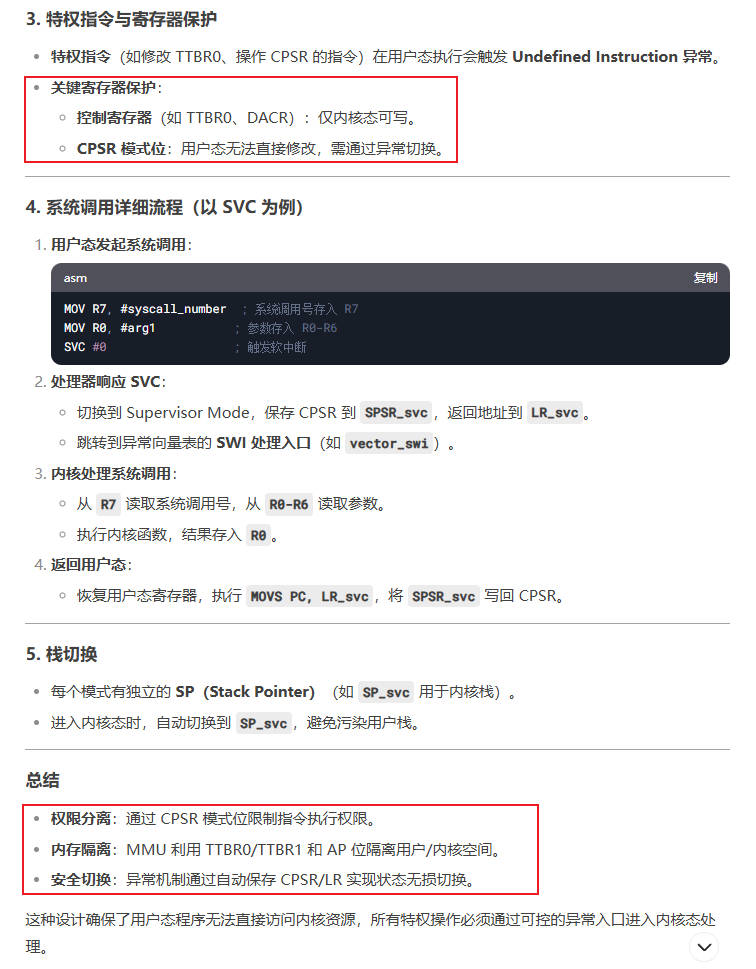 3. 特权指令与寄存器保护
特权指令（如修改 TTBR0、操作 CPSR 的指令）在用户态执行会触发 Undefined Instruction 异常。
关键寄存器保护：
控制寄存器（如 TTBR0、DACR）：仅内核态可写。
CPSR 模式位：用户态无法直接修改，需通过异常切换。
4. 系统调用详细流程（以 SVC 为例）
1. 用户态发起系统调用：
asm 复制
MOV R7, #syscall_number ; 系统调用号存入 R7
MOV R0, #arg1 ; 参数存入 R0-R6
SVC #0 ; 触发软中断
2. 处理器响应 SVC：
切换到 Supervisor Mode，保存 CPSR 到 SPSR_svc，返回地址到 LR_svc。
跳转到异常向量表的 SWI 处理入口（如 vector_swi）。
3. 内核处理系统调用：
从 R7 读取系统调用号，从 R0-R6 读取参数。
执行内核函数，结果存入 R0。
4. 返回用户态：
恢复用户态寄存器，执行 MOVS PC, LR_svc，将 SPSR_svc 写回 CPSR。
5. 栈切换
每个模式有独立的 SP（Stack Pointer）（如 SP_svc 用于内核栈）。
进入内核态时，自动切换到 SP_svc，避免污染用户栈。
总结
权限分离：通过 CPSR 模式位限制指令执行权限。
内存隔离：MMU 利用 TTBR0/TTBR1 和 AP 位隔离用户/内核空间。
安全切换：异常机制通过自动保存 CPSR/LR 实现状态无损切换。
这种设计确保了用户态程序无法直接访问内核资源，所有特权操作必须通过可控的异常入口进入内核态处
理。